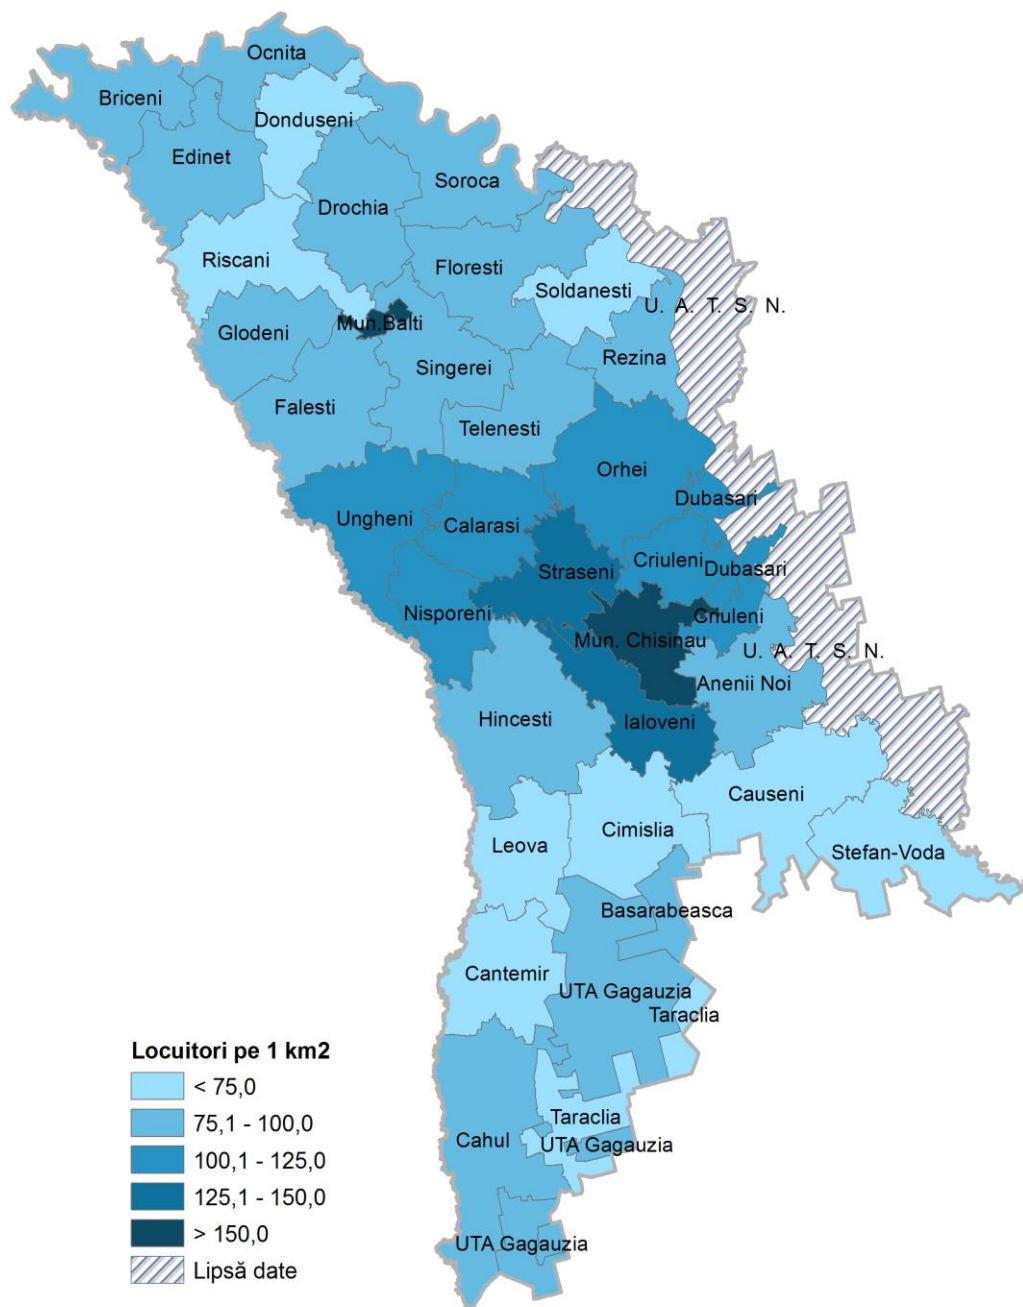 Ocnita
Briceni
Donduseni
Edinet
Soroca
Drochia
Riscani
Floresti
Soldanesti
U. A. T. S. N.
Mun.Balti
Glodeni
Rezina
Singerei
Falesti
Telenesti
Orhei
Dubasari
Ungheni
Calarasi
Criuleni
Dubasari
Straseni
Nisporeni
Criuleni
Mun. Chisinau
U. A. T. S. N.
Anenii Noi
Hincesti
Ialoveni
Causeni
Cimislia
Leova
Stefan-Voda
Basarabeasca
Cantemir
UTA Gagauzia
Taraclia
Locuitori pe 1 km2
< 75,0
75,1 - 100,0
100,1 - 125,0
125,1 - 150,0
> 150,0
Lipsă date
Taraclia
Cahul
UTA Gagauzia
UTA Gagauzia